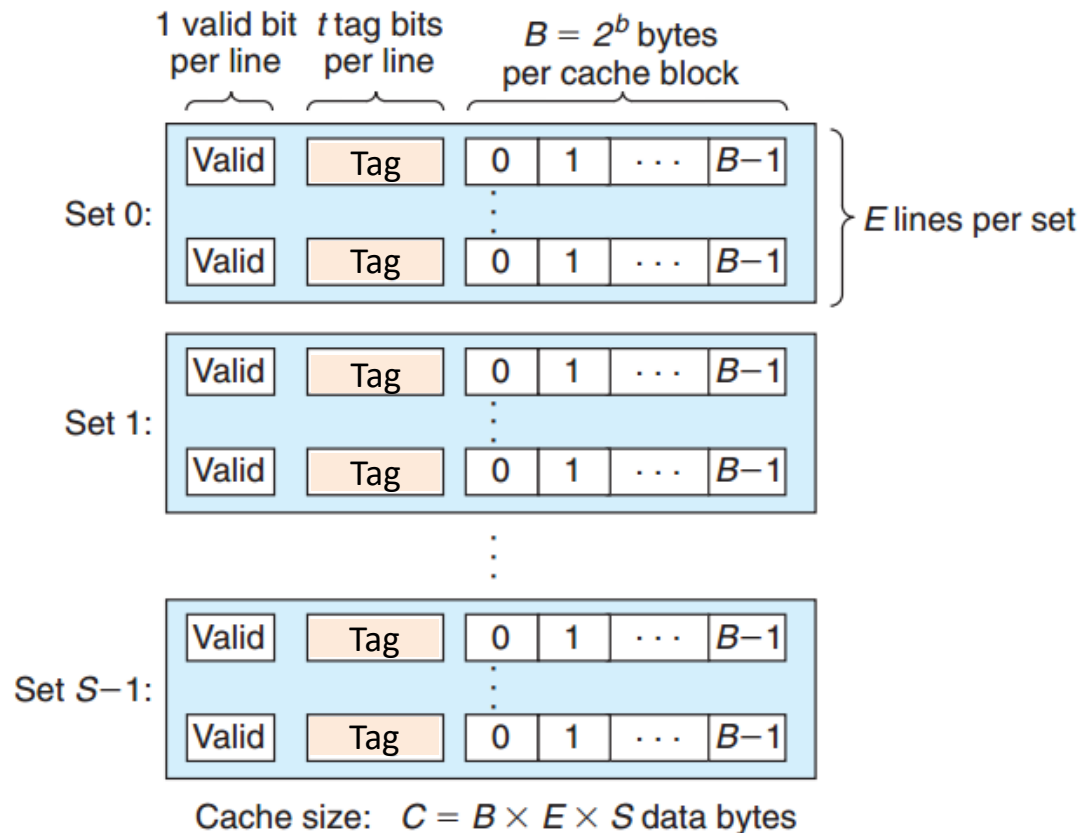 1 valid bit per line
t tag bits per line
B = 2^b bytes per cache block
Set 0:
Valid Tag 0 1 · · · B−1
Valid Tag 0 1 · · · B−1
E lines per set
Set 1:
Valid Tag 0 1 · · · B−1
Valid Tag 0 1 · · · B−1
Set S−1:
Valid Tag 0 1 · · · B−1
Valid Tag 0 1 · · · B−1
Cache size: C = B × E × S data bytes